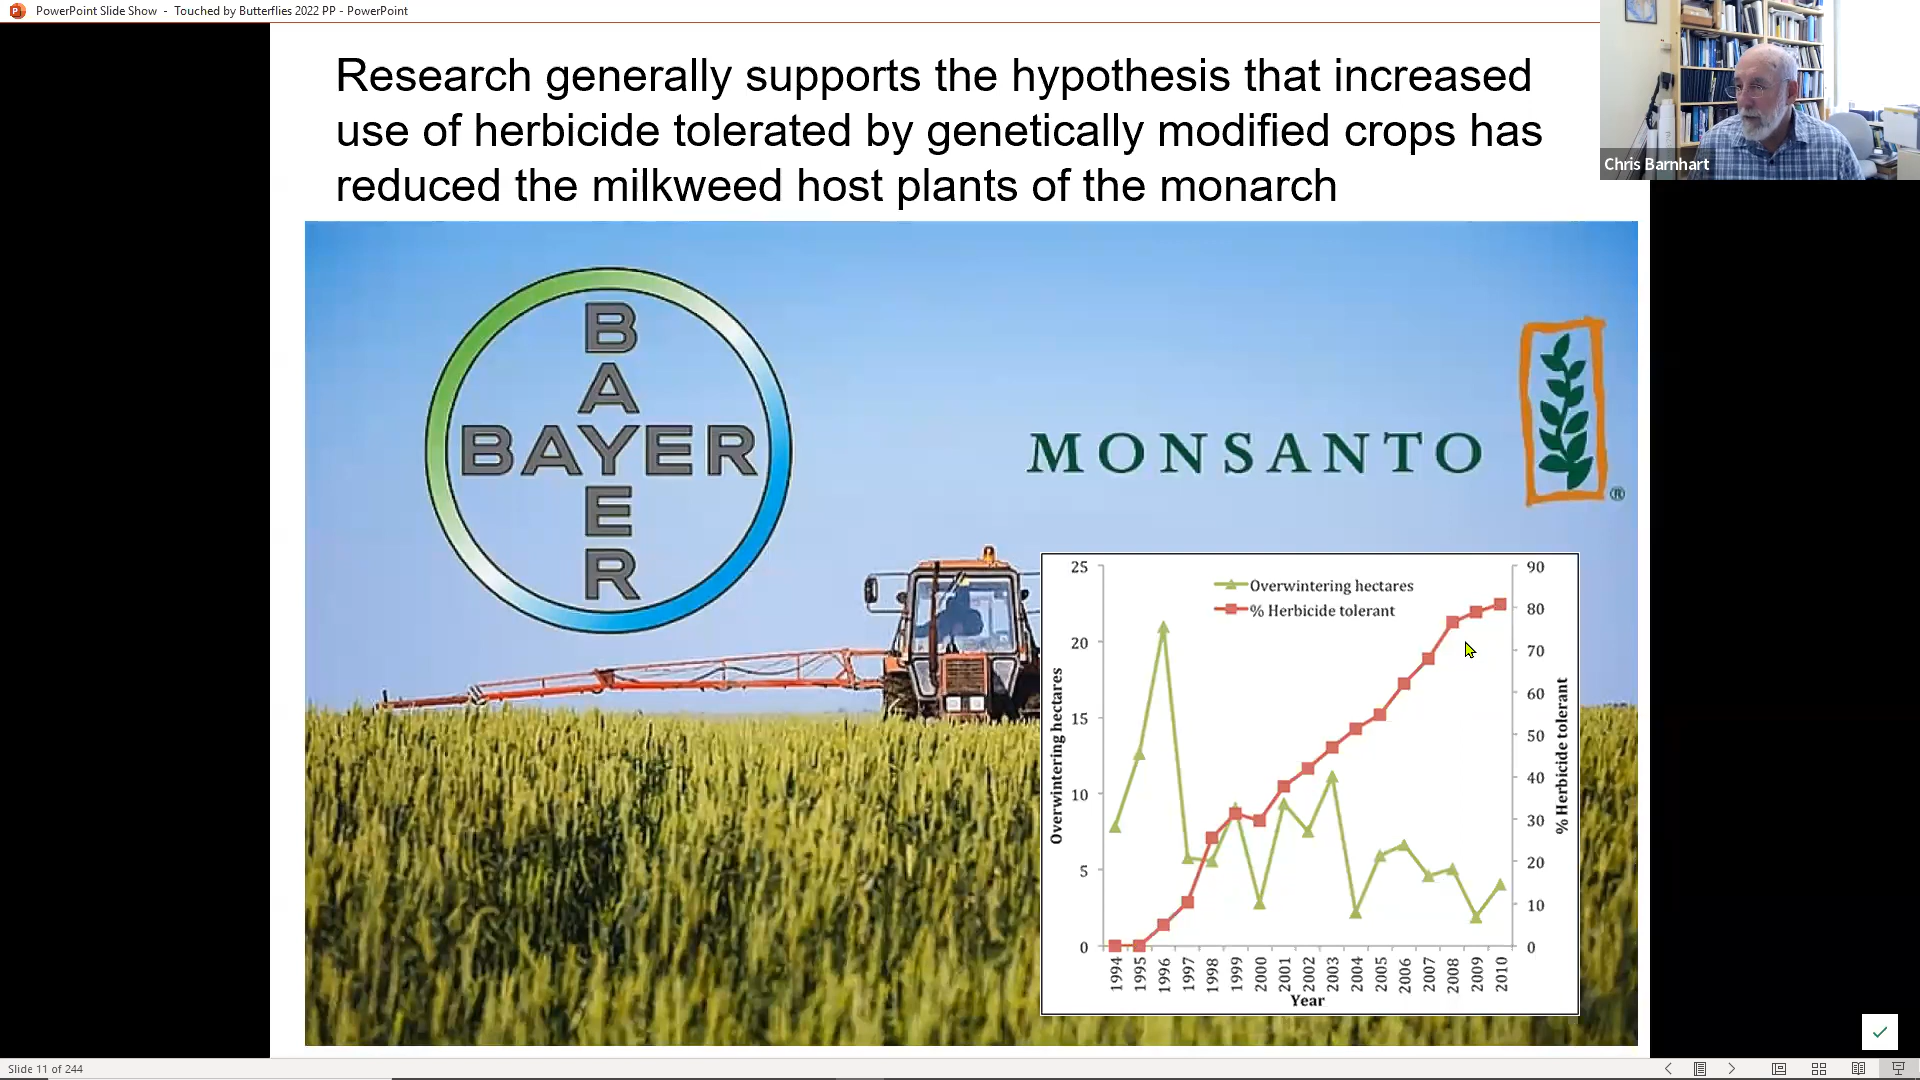 PowerPoint Slide Show - Touched by Butterflies 2022 PP - PowerPoint
Research generally supports the hypothesis that increased
use of herbicide tolerated by genetically modified crops has
reduced the milkweed host plants of the monarch
Chris Barnhart
BAYER
BAYER
MONSANTO
®
Overwintering hectares
% Herbicide tolerant
25
20
15
10
5
0
Overwintering hectares
90
80
70
60
50
40
30
20
10
0
% Herbicide tolerant
1994 1995 1996 1997 1998 1999 2000 2001 2002 2003 2004 2005 2006 2007 2008 2009 2010
Year
Slide 11 of 244